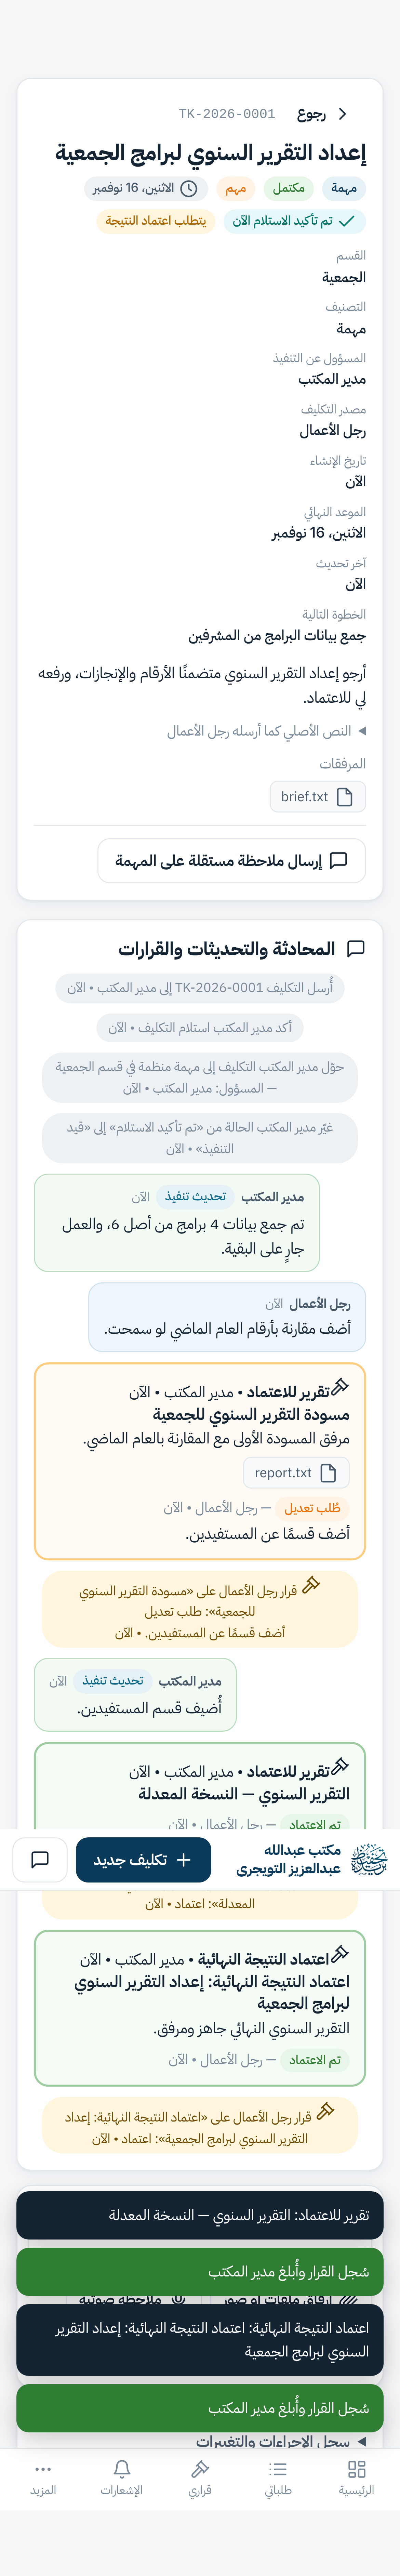 رجوع TK-2026-0001
إعداد التقرير السنوي لبرامج الجمعية
مهمة مكتمل مهم الاثنين، 16 نوفمبر
تم تأكيد الاستلام الآن يتطلب اعتماد النتيجة
القسم
الجمعية
التصنيف
مهمة
المسؤول عن التنفيذ
مدير المكتب
مصدر التكليف
رجل الأعمال
تاريخ الإنشاء
الآن
الموعد النهائي
الاثنين، 16 نوفمبر
آخر تحديث
الآن
الخطوة التالية
جمع بيانات البرامج من المشرفين
أرجو إعداد التقرير السنوي متضمنًا الأرقام والإنجازات، ورفعه
لي للاعتماد.
النص الأصلي كما أرسله رجل الأعمال
المرفقات
brief.txt
إرسال ملاحظة مستقلة على المهمة
المحادثة والتحديثات والقرارات
أُرسل التكليف TK-2026-0001 إلى مدير المكتب • الآن
أكد مدير المكتب استلام التكليف • الآن
حوّل مدير المكتب التكليف إلى مهمة منظمة في قسم الجمعية
— المسؤول: مدير المكتب • الآن
غيّر مدير المكتب الحالة من «تم تأكيد الاستلام» إلى «قيد
التنفيذ» • الآن
مدير المكتب تحديث تنفيذ الآن
تم جمع بيانات 4 برامج من أصل 6، والعمل
جارٍ على البقية.
رجل الأعمال الآن
أضف مقارنة بأرقام العام الماضي لو سمحت.
تقرير للاعتماد • مدير المكتب • الآن
مسودة التقرير السنوي للجمعية
مرفق المسودة الأولى مع المقارنة بالعام الماضي.
report.txt
طُلب تعديل — رجل الأعمال • الآن
أضف قسمًا عن المستفيدين.
قرار رجل الأعمال على «مسودة التقرير السنوي
للجمعية»: طلب تعديل
أضف قسمًا عن المستفيدين. • الآن
مدير المكتب تحديث تنفيذ الآن
أُضيف قسم المستفيدين.
تقرير للاعتماد • مدير المكتب • الآن
التقرير السنوي — النسخة المعدلة
تم الاعتماد — رجل الأعمال • الآن
مكتب عبدالله
عبدالعزيز التويجري
تكليف جديد
المعدلة»: اعتماد • الآن
اعتماد النتيجة النهائية • مدير المكتب • الآن
اعتماد النتيجة النهائية: إعداد التقرير السنوي
لبرامج الجمعية
التقرير السنوي النهائي جاهز ومرفق.
تم الاعتماد — رجل الأعمال • الآن
قرار رجل الأعمال على «اعتماد النتيجة النهائية: إعداد
التقرير السنوي لبرامج الجمعية»: اعتماد • الآن
تقرير للاعتماد: التقرير السنوي — النسخة المعدلة
سُجل القرار وأُبلغ مدير المكتب
اعتماد النتيجة النهائية: اعتماد النتيجة النهائية: إعداد التقرير
السنوي لبرامج الجمعية
سُجل القرار وأُبلغ مدير المكتب
سجل الإجراءات والتغييرات
الرئيسية طلباتي قراري الإشعارات المزيد